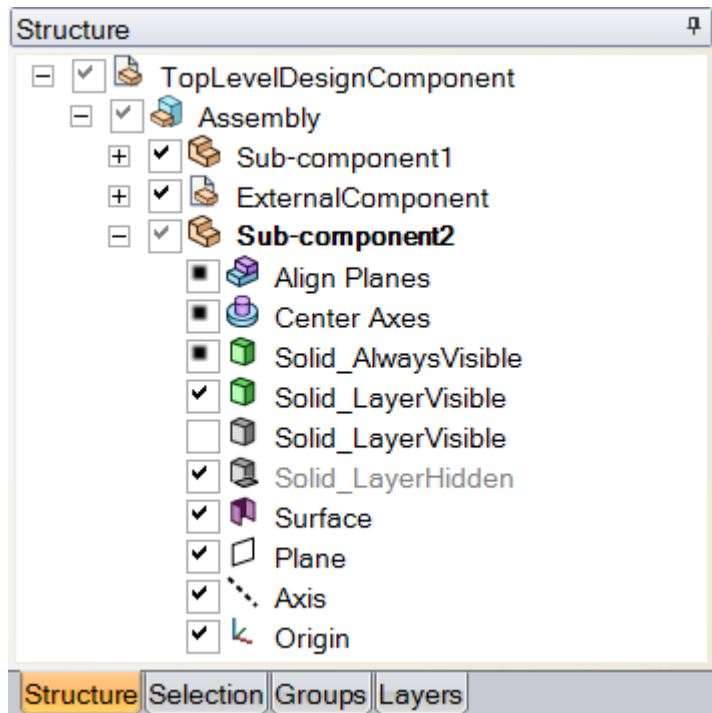 Structure
TopLevelDesignComponent
Assembly
Sub-component1
ExternalComponent
Sub-component2
Align Planes
Center Axes
Solid_AlwaysVisible
Solid_LayerVisible
Solid_LayerVisible
Solid_LayerHidden
Surface
Plane
Axis
Origin
Structure Selection Groups Layers